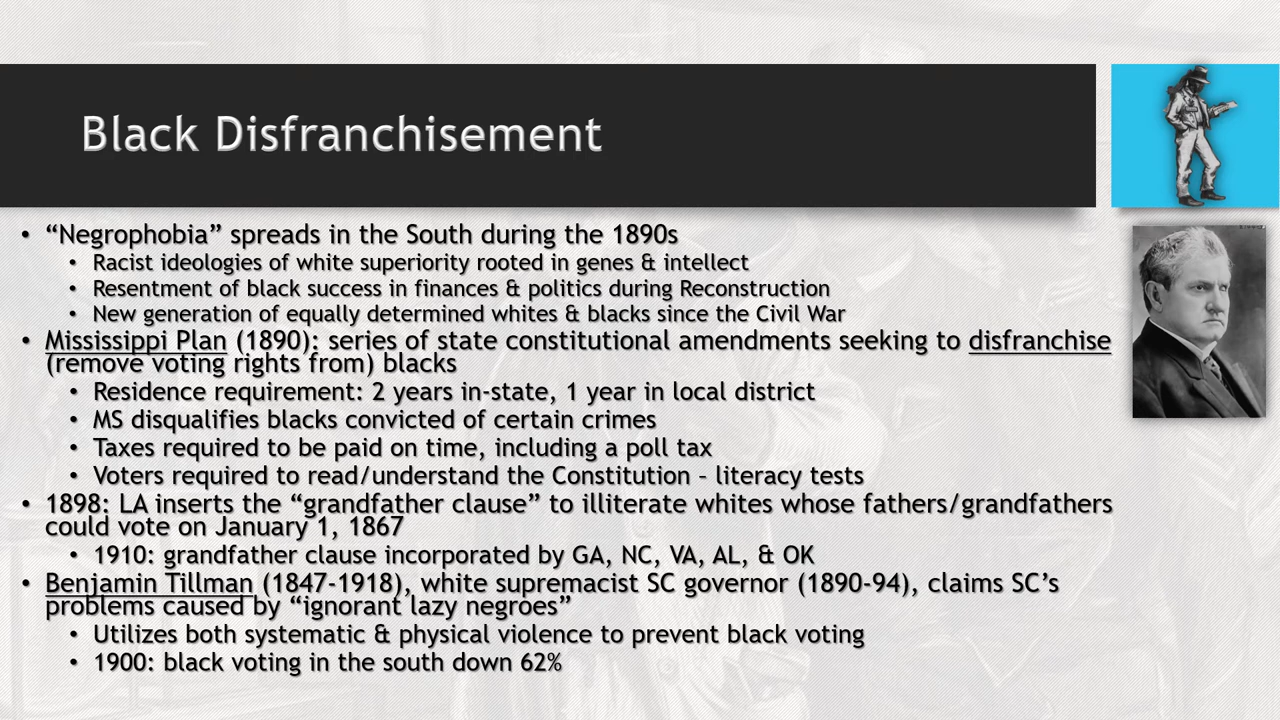 Black Disfranchisement
• “Negrophobia” spreads in the South during the 1890s
• Racist ideologies of white superiority rooted in genes & intellect
• Resentment of black success in finances & politics during Reconstruction
• New generation of equally determined whites & blacks since the Civil War
• Mississippi Plan (1890): series of state constitutional amendments seeking to disfranchise
(remove voting rights from) blacks
• Residence requirement: 2 years in-state, 1 year in local district
• MS disqualifies blacks convicted of certain crimes
• Taxes required to be paid on time, including a poll tax
• Voters required to read/understand the Constitution – literacy tests
• 1898: LA inserts the “grandfather clause” to illiterate whites whose fathers/grandfathers
could vote on January 1, 1867
• 1910: grandfather clause incorporated by GA, NC, VA, AL, & OK
• Benjamin Tillman (1847-1918), white supremacist SC governor (1890-94), claims SC’s
problems caused by “ignorant lazy negroes”
• Utilizes both systematic & physical violence to prevent black voting
• 1900: black voting in the south down 62%